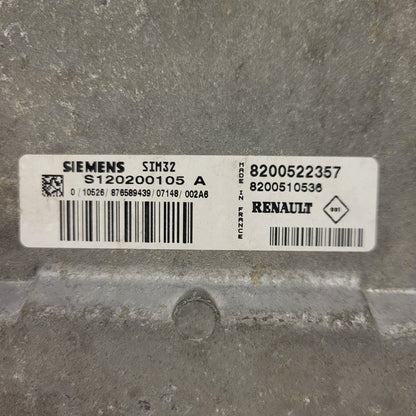 SIEMENS SIM32
S120200105 A
0/10526/876589439/07148/002A6
MADE IN FRANCE
8200522357
8200510536
RENAULT